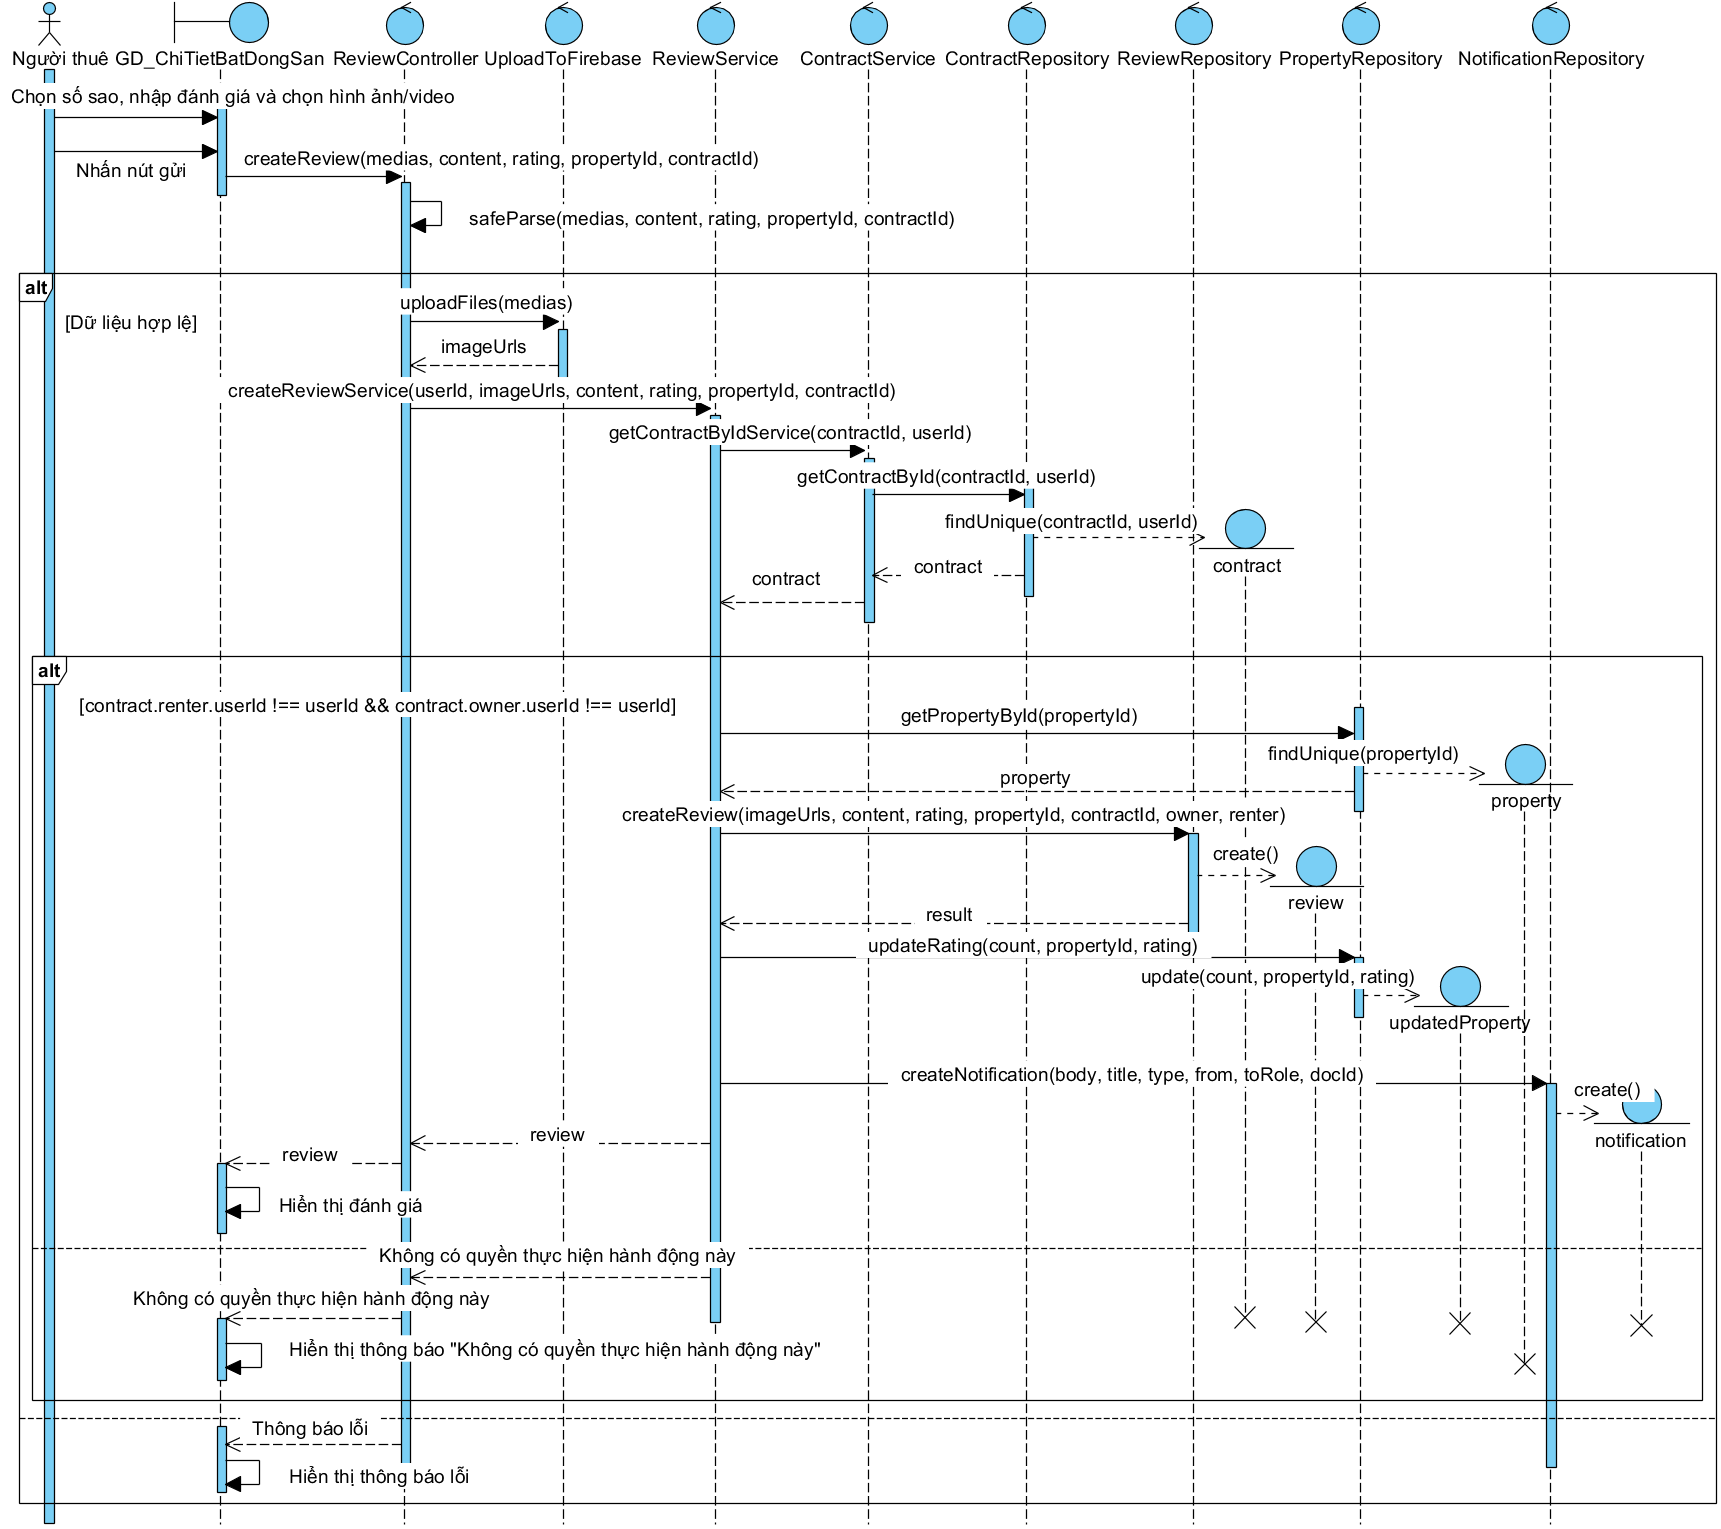 Người thuê
GD_ChiTietBatDongSan
ReviewController
UploadToFirebase
ReviewService
ContractService
ContractRepository
ReviewRepository
PropertyRepository
NotificationRepository
Chọn số sao, nhập đánh giá và chọn hình ảnh/video
Nhấn nút gửi
createReview(medias, content, rating, propertyId, contractId)
safeParse(medias, content, rating, propertyId, contractId)
alt
[Dữ liệu hợp lệ]
uploadFiles(medias)
imageUrls
createReviewService(userId, imageUrls, content, rating, propertyId, contractId)
getContractByIdService(contractId, userId)
getContractById(contractId, userId)
findUnique(contractId, userId)
contract
contract
contract
alt
[contract.renter.userId !== userId && contract.owner.userId !== userId]
getPropertyById(propertyId)
findUnique(propertyId)
property
property
createReview(imageUrls, content, rating, propertyId, contractId, owner, renter)
create()
review
result
updateRating(count, propertyId, rating)
update(count, propertyId, rating)
updatedProperty
createNotification(body, title, type, from, toRole, docId)
create()
notification
review
review
Hiển thị đánh giá
Không có quyền thực hiện hành động này
Không có quyền thực hiện hành động này
Hiển thị thông báo "Không có quyền thực hiện hành động này"
Thông báo lỗi
Hiển thị thông báo lỗi